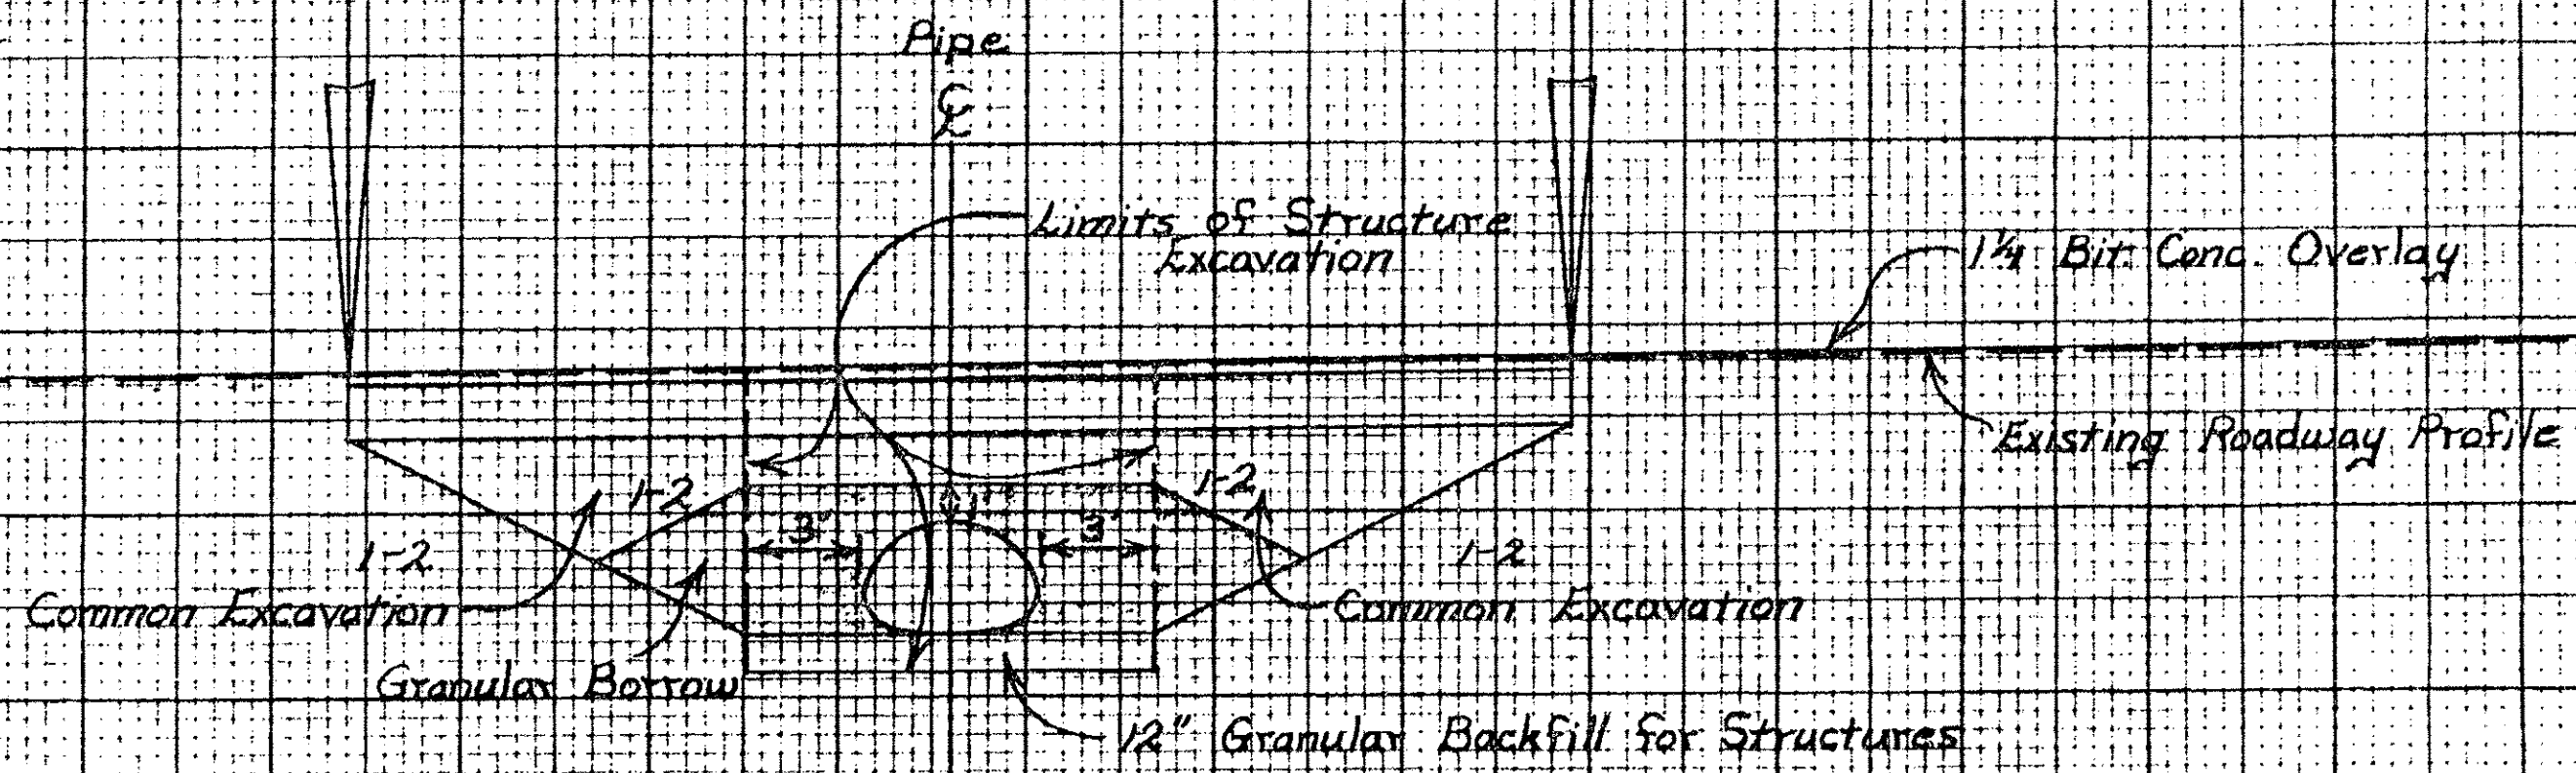 Pipe
℄
Limits of Structure
Excavation
1¼ Bit. Conc. Overlay
Existing Roadway Profile
1-2
1-2
1'
3'
3'
1-2
1-2
Common Excavation
Common Excavation
Granular Borrow
12" Granular Backfill for Structures